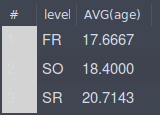 # level AVG(age)
FR 17.6667
SO 18.4000
SR 20.7143